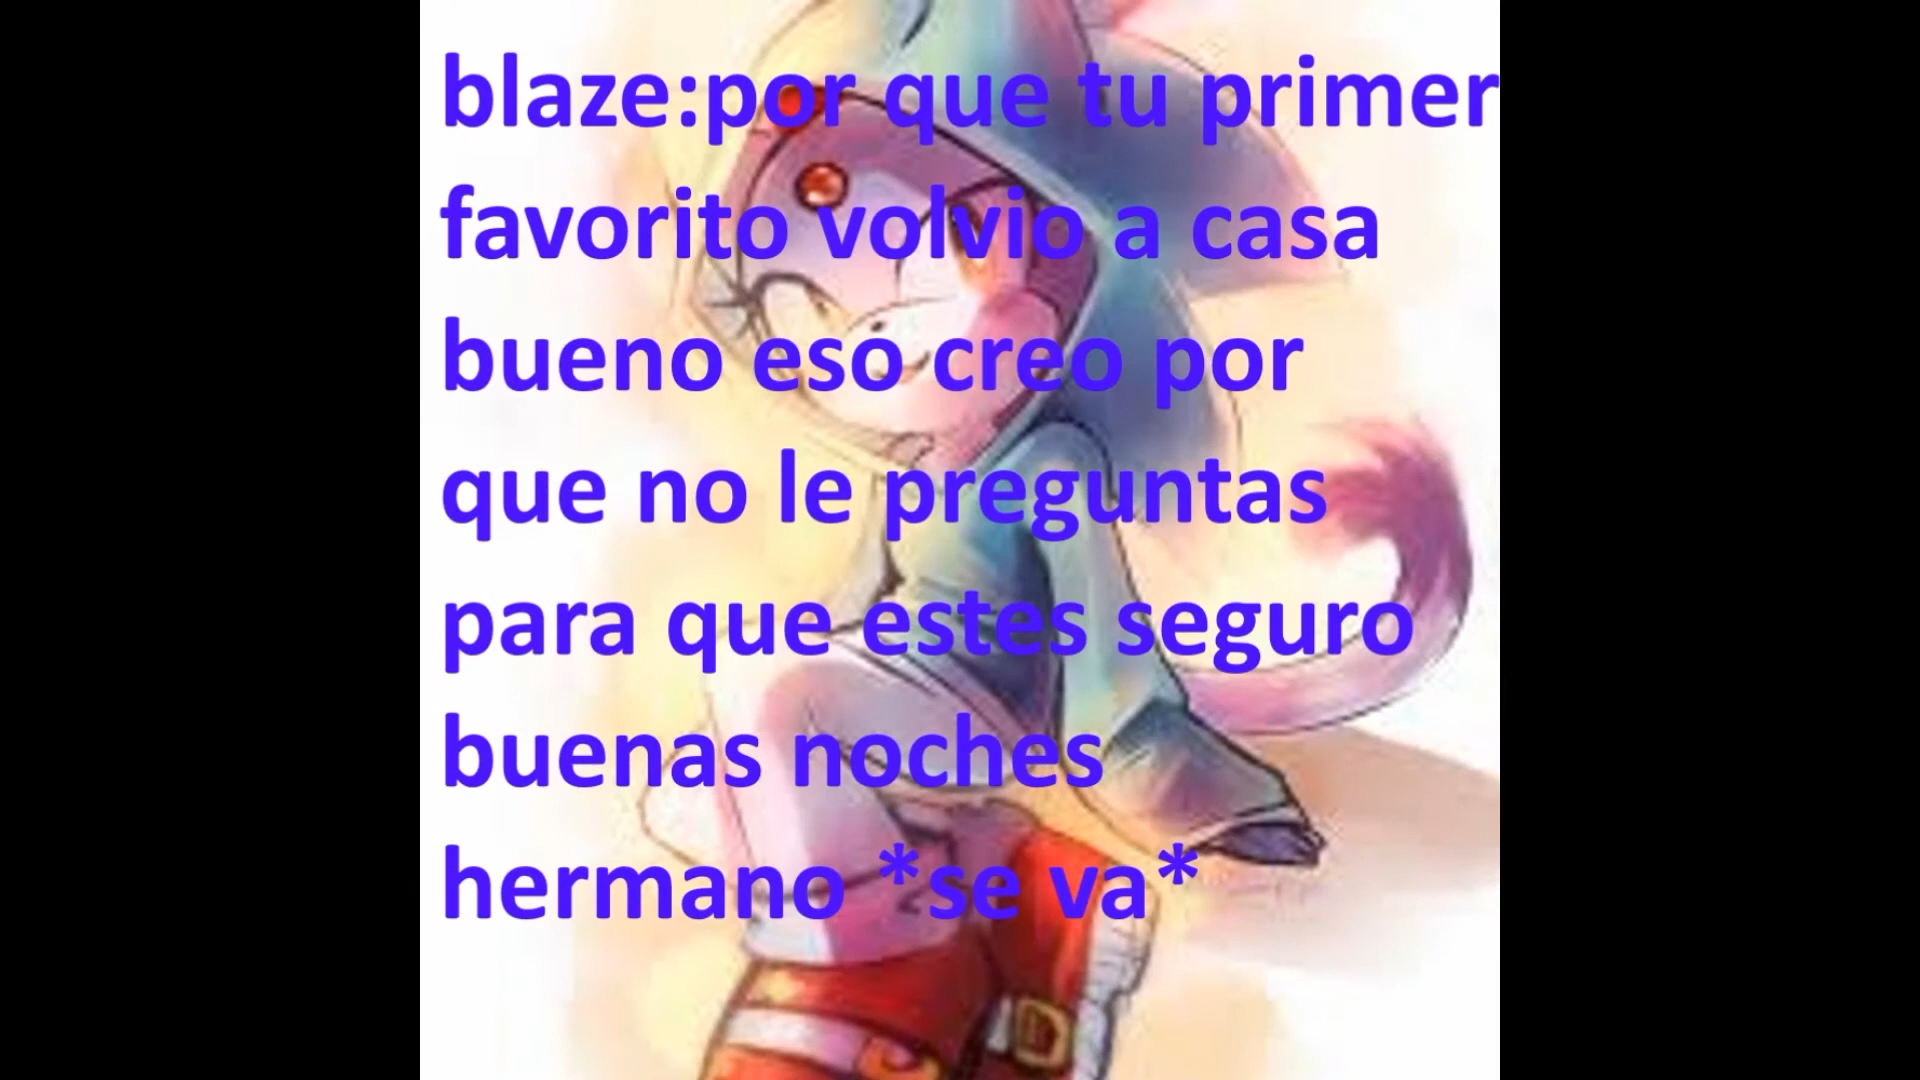 blaze:por que tu primer
favorito volvio a casa
bueno eso creo por
que no le preguntas
para que estes seguro
buenas noches
hermano *se va*